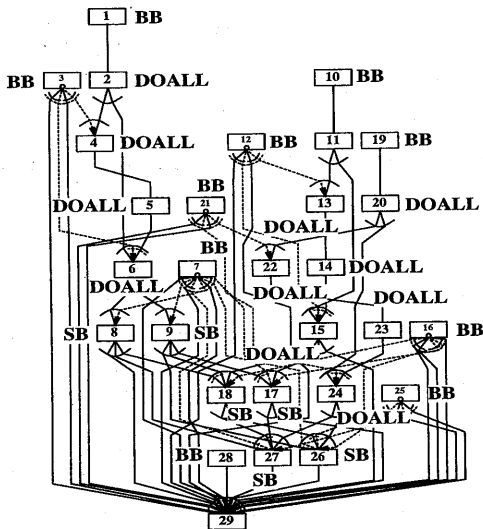 1 BB
BB 3 2 DOALL 10 BB
4 DOALL 12 BB 11 19 BB
BB
DOALL 5 21 13 20 DOALL
DOALL
BB
6 7 22 14 DOALL
DOALL DOALL DOALL
SB 8 9 SB 15 23 16 BB
DOALL
18 17 24 25 BB
SB SB DOALL
BB 28 27 26 SB
SB
29